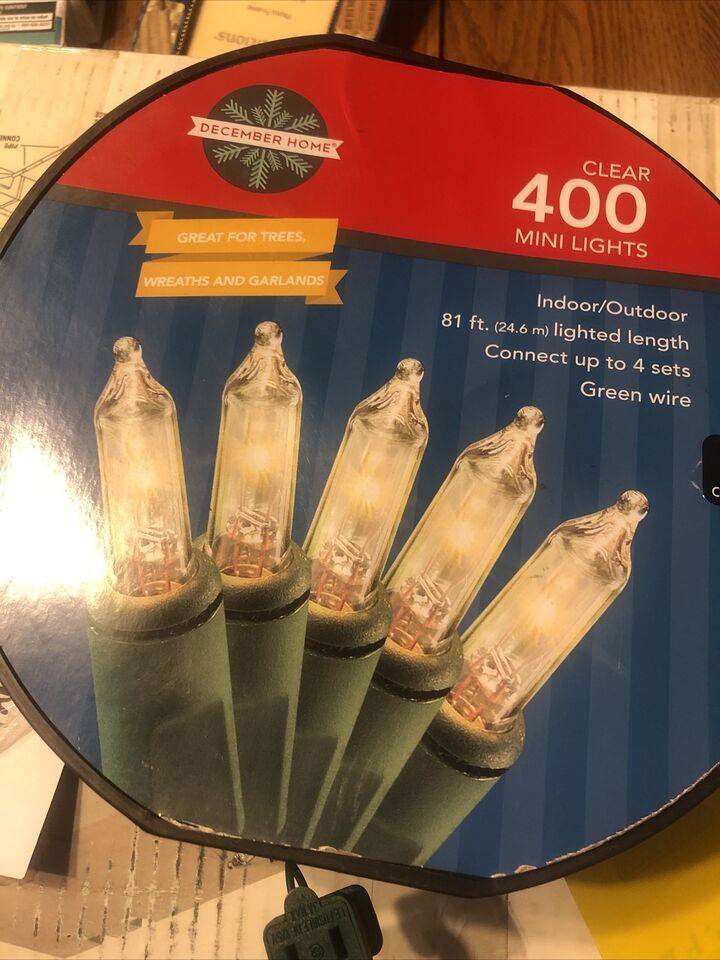 DECEMBER HOME®
CLEAR
400
MINI LIGHTS
GREAT FOR TREES,
WREATHS AND GARLANDS
Indoor/Outdoor
81 ft. (24.6 m) lighted length
Connect up to 4 sets
Green wire